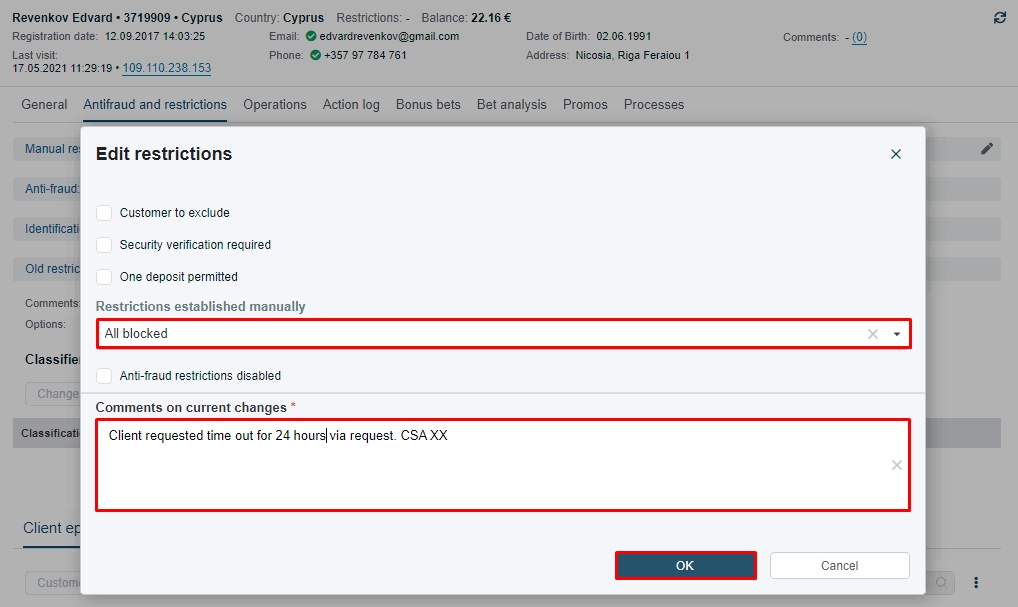 Revenkov Edvard • 3719909 • Cyprus Country: Cyprus Restrictions: - Balance: 22.16 €
Registration date: 12.09.2017 14:03:25 Email: edvardrevenkov@gmail.com Date of Birth: 02.06.1991 Comments: - (0)
Last visit: Phone: +357 97 784 761 Address: Nicosia, Riga Feraiou 1
17.05.2021 11:29:19 • 109.110.238.153
General Antifraud and restrictions Operations Action log Bonus bets Bet analysis Promos Processes
Manual res
Edit restrictions
Anti-fraud:
Customer to exclude
Identificati
Security verification required
Old restric
One deposit permitted
Comments:
Restrictions established manually
Options:
All blocked
Classifie
Anti-fraud restrictions disabled
Change
Comments on current changes *
Classificati
Client requested time out for 24 hours via request. CSA XX
Client ep
OK Cancel
Custome